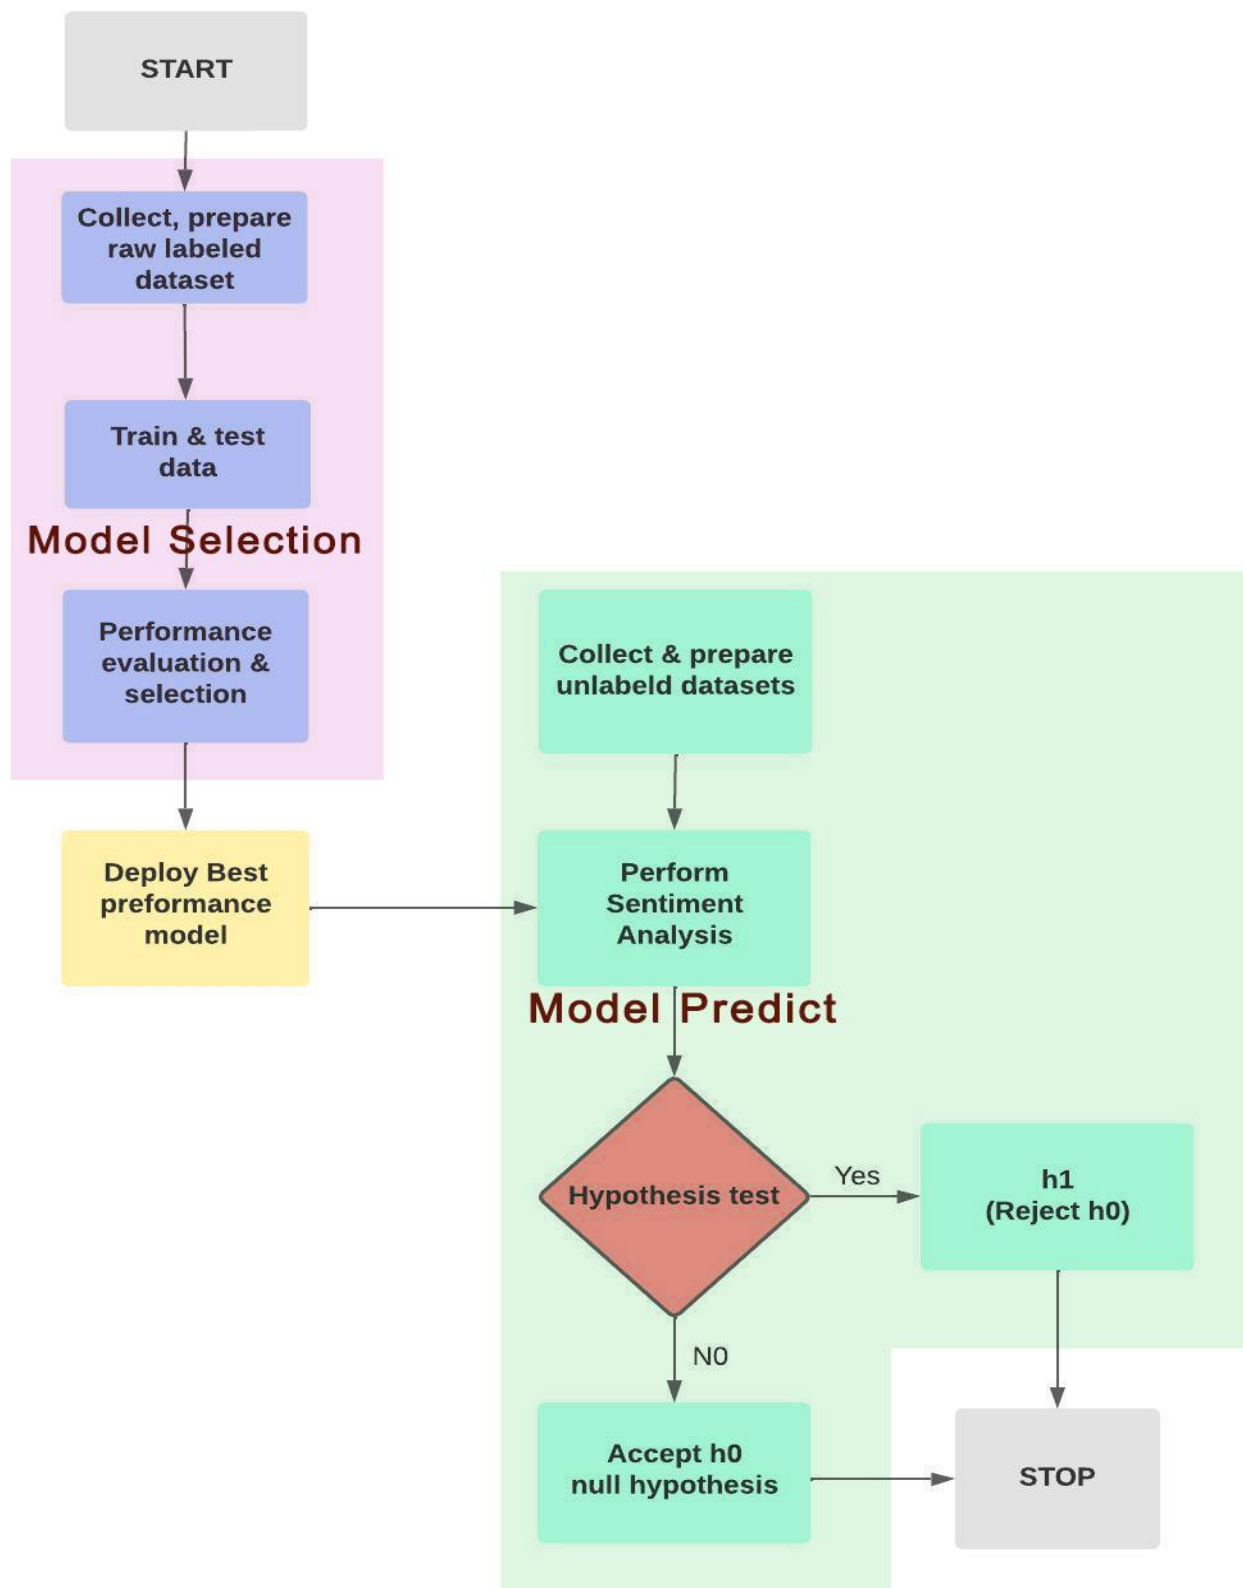 START
Collect, prepare
raw labeled
dataset
Train & test
data
Model Selection
Performance
evaluation &
selection
Deploy Best
preformance
model
Collect & prepare
unlabeld datasets
Perform
Sentiment
Analysis
Model Predict
Hypothesis test
Yes
h1
(Reject h0)
N0
Accept h0
null hypothesis
STOP